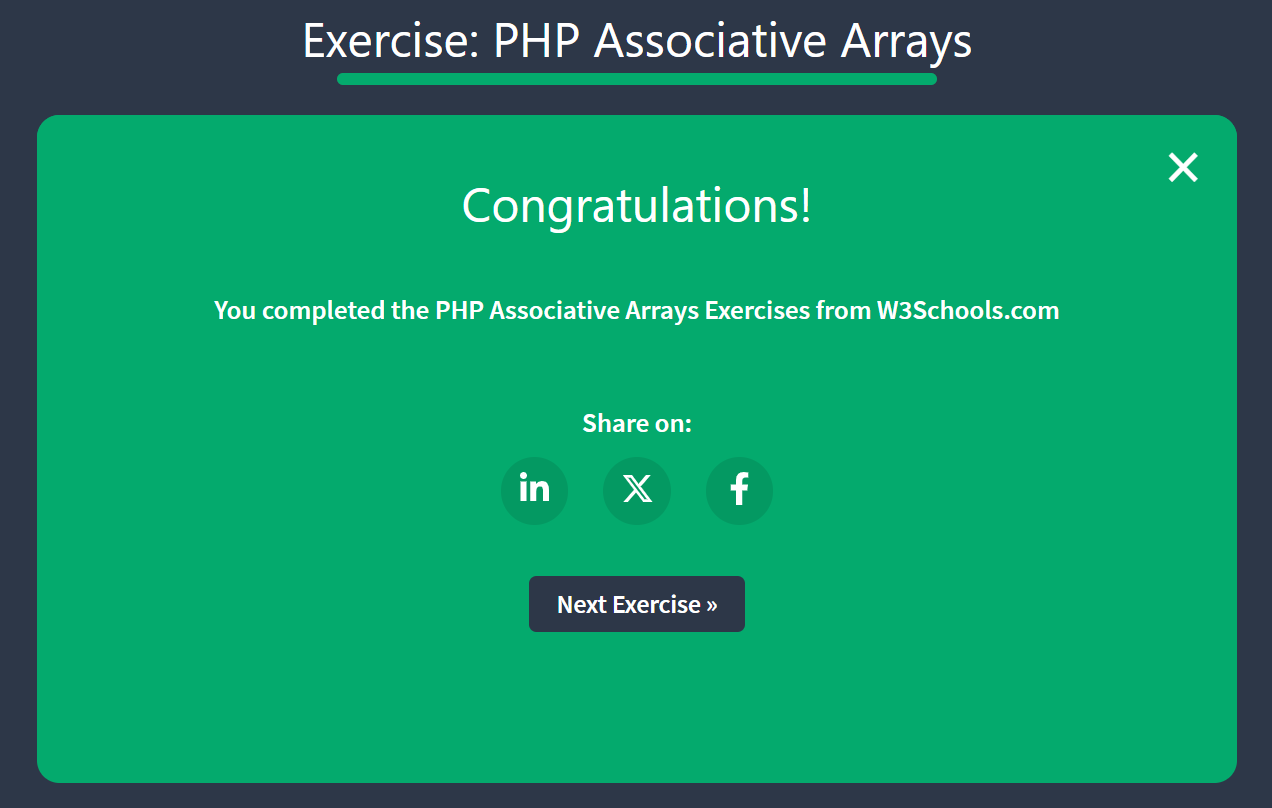 Exercise: PHP Associative Arrays
Congratulations!
You completed the PHP Associative Arrays Exercises from W3Schools.com
Share on:
Next Exercise »